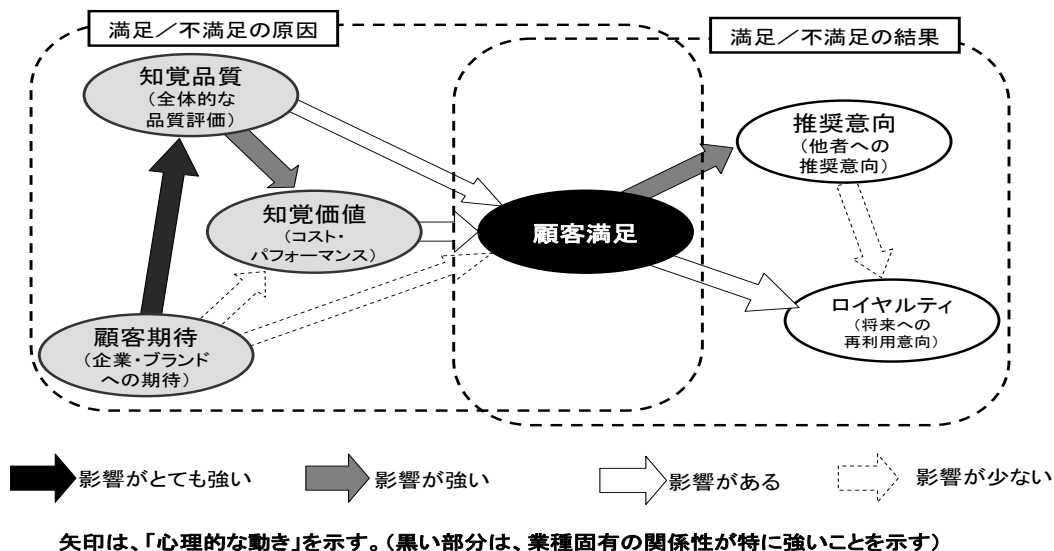 満足／不満足の原因
満足／不満足の結果
知覚品質
（全体的な
品質評価）
推奨意向
（他者への
推奨意向）
知覚価値
（コスト・
パフォーマンス）
顧客満足
ロイヤルティ
（将来への
再利用意向）
顧客期待
（企業・ブランド
への期待）
影響がとても強い
影響が強い
影響がある
影響が少ない
矢印は、「心理的な動き」を示す。（黒い部分は、業種固有の関係性が特に強いことを示す）